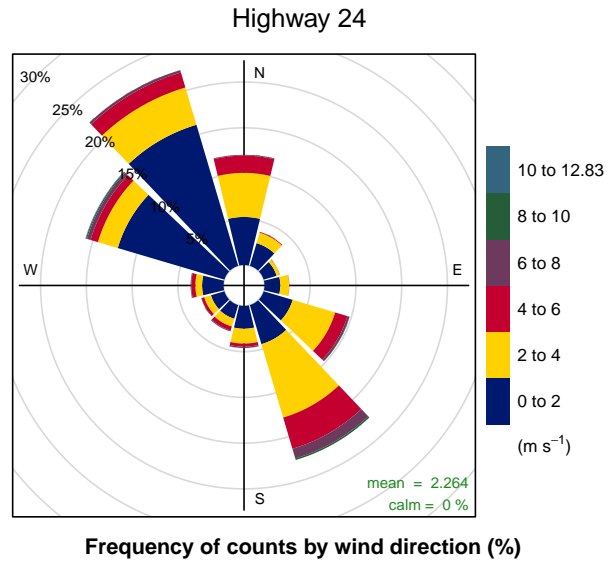 Highway 24
30%
25%
20%
15%
10%
5%
N
W
E
S
10 to 12.83
8 to 10
6 to 8
4 to 6
2 to 4
0 to 2
(m s⁻¹)
mean = 2.264
calm = 0 %
Frequency of counts by wind direction (%)